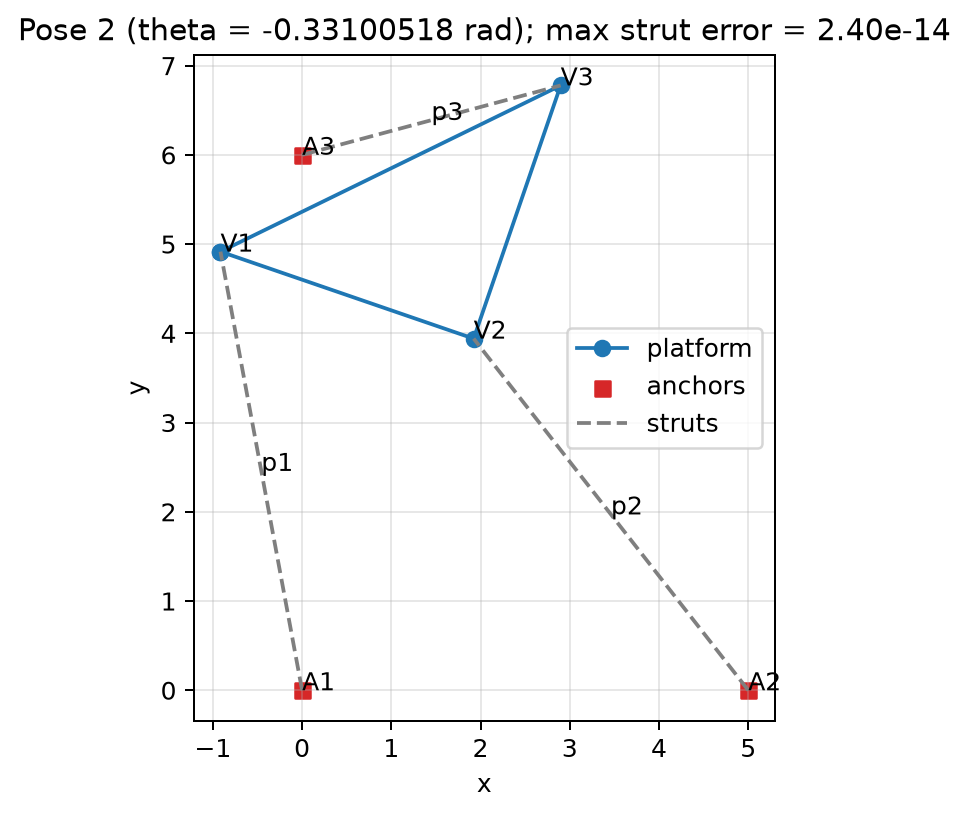 Pose 2 (theta = -0.33100518 rad); max strut error = 2.40e-14
7
V3
p3
A3
6
V1
5
V2
4
platform
anchors
struts
y
3
p1
p2
2
1
A1
A2
0
−1 0 1 2 3 4 5
x